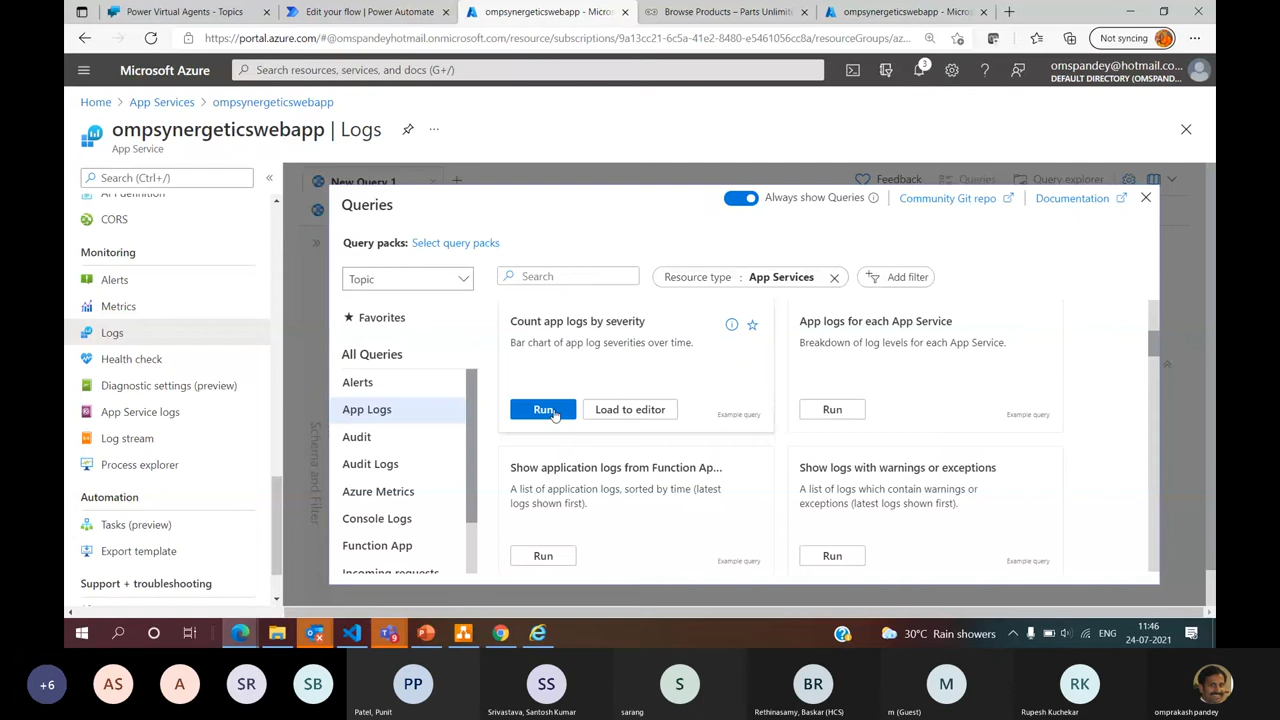 Power Virtual Agents - Topics
Edit your flow | Power Automate
ompsynergeticswebapp - Micros
Browse Products – Parts Unlimite
ompsynergeticswebapp - Micros
https://portal.azure.com/#@omspandeyhotmail.onmicrosoft.com/resource/subscriptions/9a13cc21-6c5a-41e2-8480-e5461056cc8a/resourceGroups/az...
Not syncing
Microsoft Azure
Search resources, services, and docs (G+/)
3
omspandey@hotmail.co...
DEFAULT DIRECTORY (OMSPAND...
Home > App Services > ompsynergeticswebapp
ompsynergeticswebapp | Logs
App Service
Search (Ctrl+/)
API definition
CORS
Monitoring
Alerts
Metrics
Logs
Health check
Diagnostic settings (preview)
App Service logs
Log stream
Process explorer
Automation
Tasks (preview)
Export template
Support + troubleshooting
New Query 1
Feedback
Queries
Query explorer
Schema and Filter
Queries
Always show Queries
Community Git repo
Documentation
Query packs: Select query packs
Topic
Search
Resource type : App Services
Add filter
Favorites
All Queries
Alerts
App Logs
Audit
Audit Logs
Azure Metrics
Console Logs
Function App
Incoming requests
Count app logs by severity
Bar chart of app log severities over time.
Run
Load to editor
Example query
App logs for each App Service
Breakdown of log levels for each App Service.
Run
Example query
Show application logs from Function Ap...
A list of application logs, sorted by time (latest
logs shown first).
Run
Example query
Show logs with warnings or exceptions
A list of logs which contain warnings or
exceptions (latest logs shown first).
Run
Example query
30°C Rain showers
ENG
11:46
24-07-2021
+6
AS
A
SR
SB
PP
Patel, Punit
SS
Srivastava, Santosh Kumar
S
sarang
BR
Rethinasamy, Baskar (HCS)
M
m (Guest)
RK
Rupesh Kuchekar
omprakash pandey